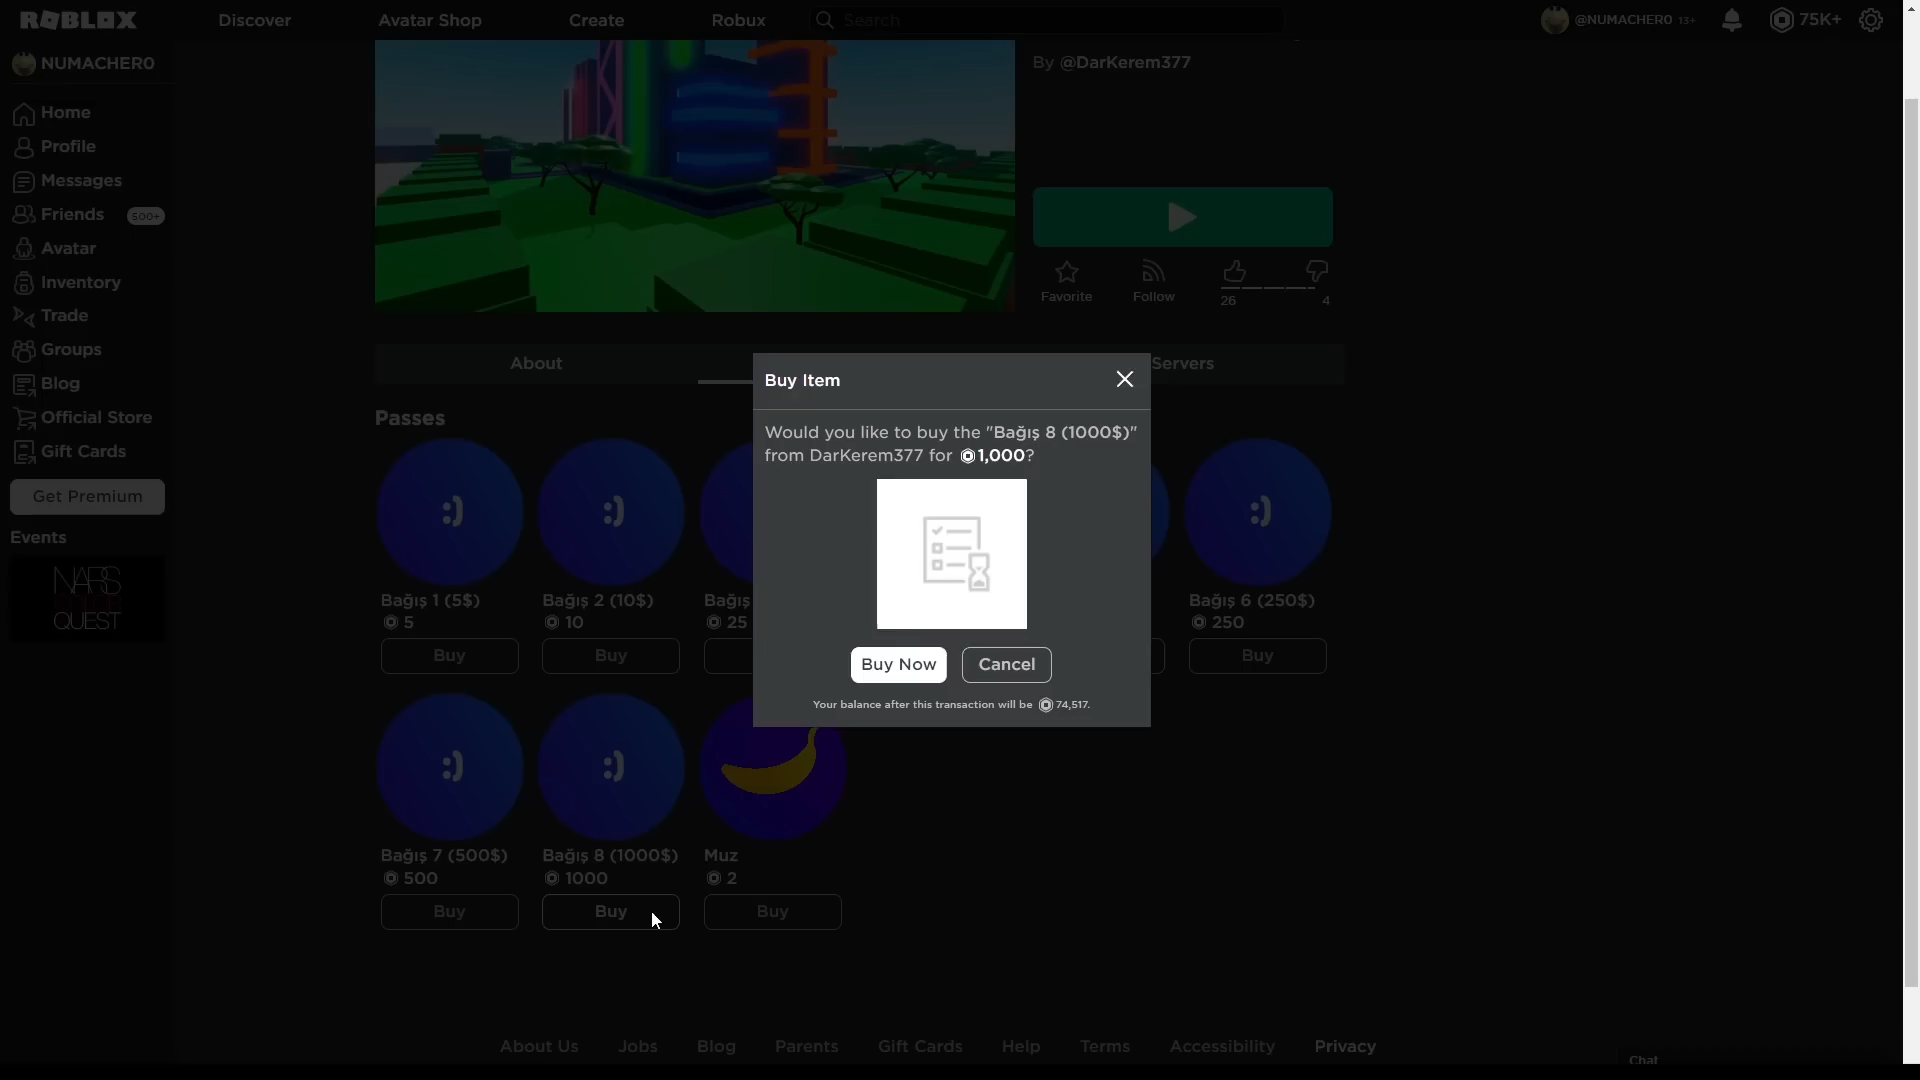 ROBLOX
Discover
Avatar Shop
Create
Robux
Search
@NUMACHER0 13+
75K+
NUMACHER0
Home
Profile
Messages
Friends 500+
Avatar
Inventory
Trade
Groups
Blog
Official Store
Gift Cards
Get Premium
Events
NARS
QUEST
By @DarKerem377
Favorite
Follow
26
4
About
Servers
Passes
Buy Item
Would you like to buy the "Bağış 8 (1000$)"
from DarKerem377 for 1,000?
Buy Now
Cancel
Your balance after this transaction will be 74,517.
:)
:)
:)
Bağış 1 (5$)
Bağış 2 (10$)
Bağış
Bağış 6 (250$)
5
10
25
250
Buy
Buy
Buy
:)
:)
Bağış 7 (500$)
Bağış 8 (1000$)
Muz
500
1000
2
Buy
Buy
Buy
About Us
Jobs
Blog
Parents
Gift Cards
Help
Terms
Accessibility
Privacy
Chat